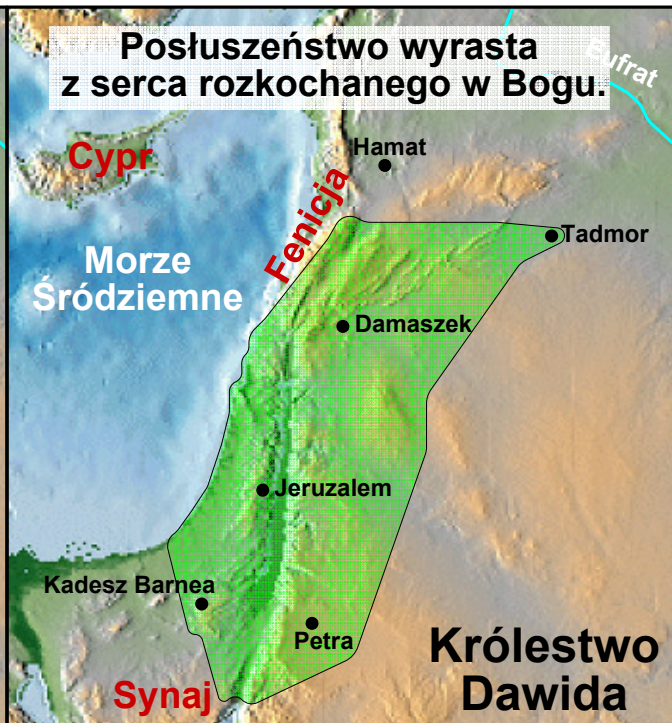 Posłuszeństwo wyrasta
z serca rozkochanego w Bogu.
Eufrat
Cypr
Hamat
Fenicja
Tadmor
Morze
Śródziemne
Damaszek
Jeruzalem
Kadesz Barnea
Petra
Królestwo
Dawida
Synaj